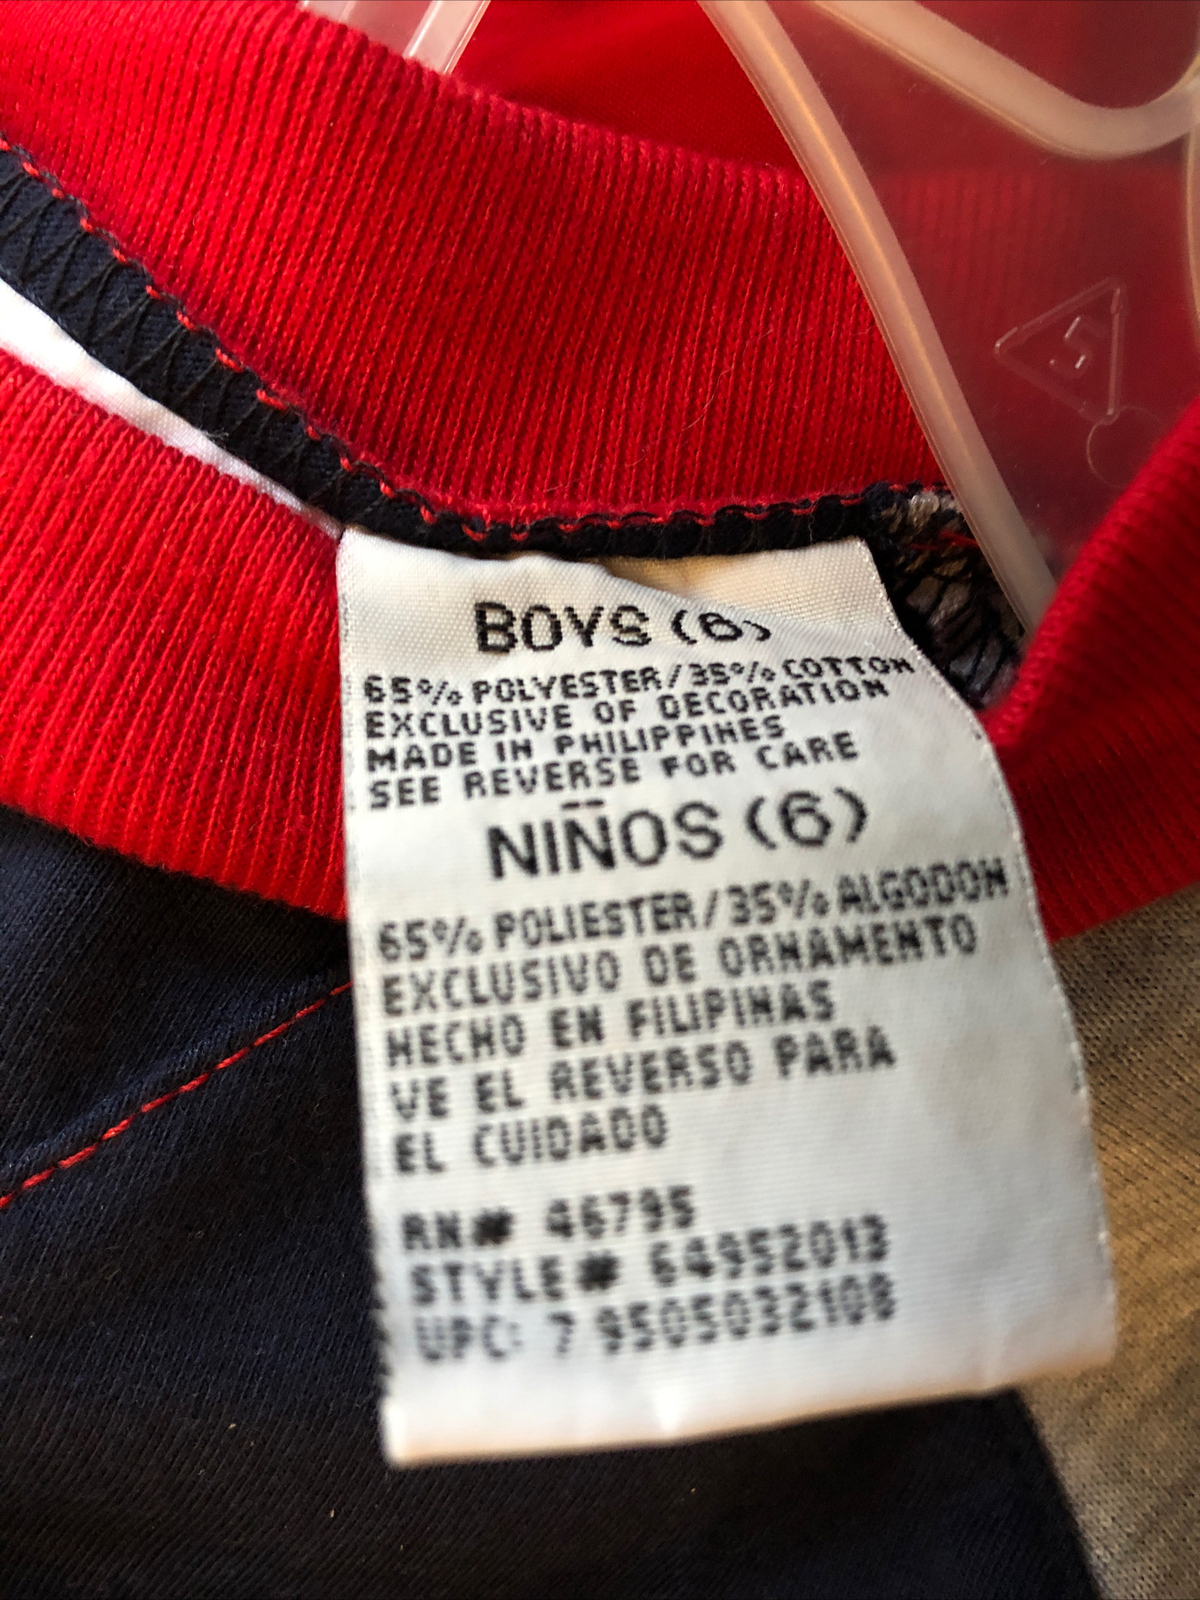 5
BOYS (6)
65% POLYESTER/35% COTTON
EXCLUSIVE OF DECORATION
MADE IN PHILIPPINES
SEE REVERSE FOR CARE
NIÑOS (6)
65% POLIESTER/35% ALGODON
EXCLUSIVO DE ORNAMENTO
HECHO EN FILIPINAS
VE EL REVERSO PARA
EL CUIDADO
RN# 46795
STYLE# 64952013
UPC: 7 9505032108